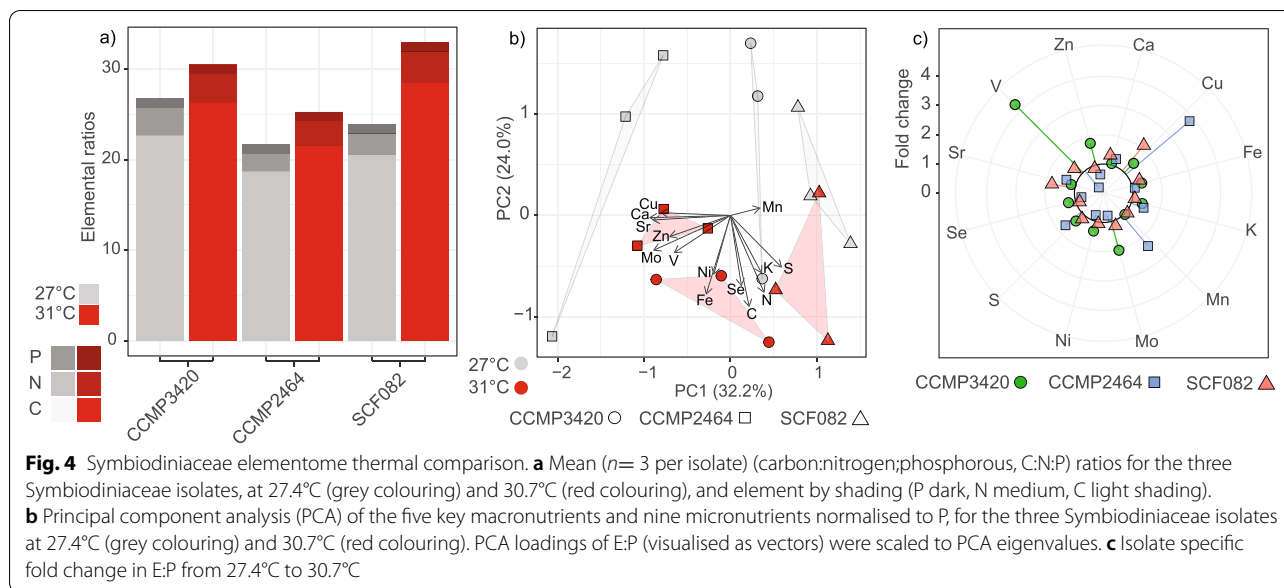 a)
Elemental ratios
30
20
10
0
27°C
31°C
P
N
C
CCMP3420
CCMP2464
SCF082
b)
PC2 (24.0%)
1
0
−1
Cu
Ca
Sr
Zn
Mo
V
Mn
Ni
Fe
Se
C
K
N
S
−2
−1
0
1
PC1 (32.2%)
27°C
31°C
CCMP3420
CCMP2464
SCF082
c)
Fold change
4
3
2
1
0
Zn
Ca
Cu
Fe
K
Mn
Mo
Ni
S
Se
Sr
V
CCMP3420
CCMP2464
SCF082
Fig. 4 Symbiodiniaceae elementome thermal comparison. a Mean (n= 3 per isolate) (carbon:nitrogen;phosphorous, C:N:P) ratios for the three
Symbiodiniaceae isolates, at 27.4°C (grey colouring) and 30.7°C (red colouring), and element by shading (P dark, N medium, C light shading).
b Principal component analysis (PCA) of the five key macronutrients and nine micronutrients normalised to P, for the three Symbiodiniaceae isolates
at 27.4°C (grey colouring) and 30.7°C (red colouring). PCA loadings of E:P (visualised as vectors) were scaled to PCA eigenvalues. c Isolate specific
fold change in E:P from 27.4°C to 30.7°C